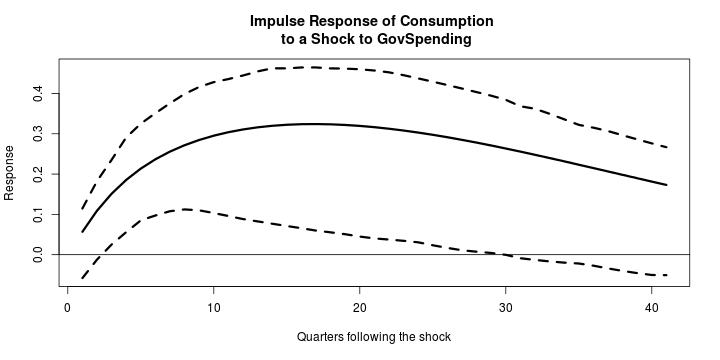 Impulse Response of Consumption
to a Shock to GovSpending
Response
0.4
0.3
0.2
0.1
0.0
0 10 20 30 40
Quarters following the shock